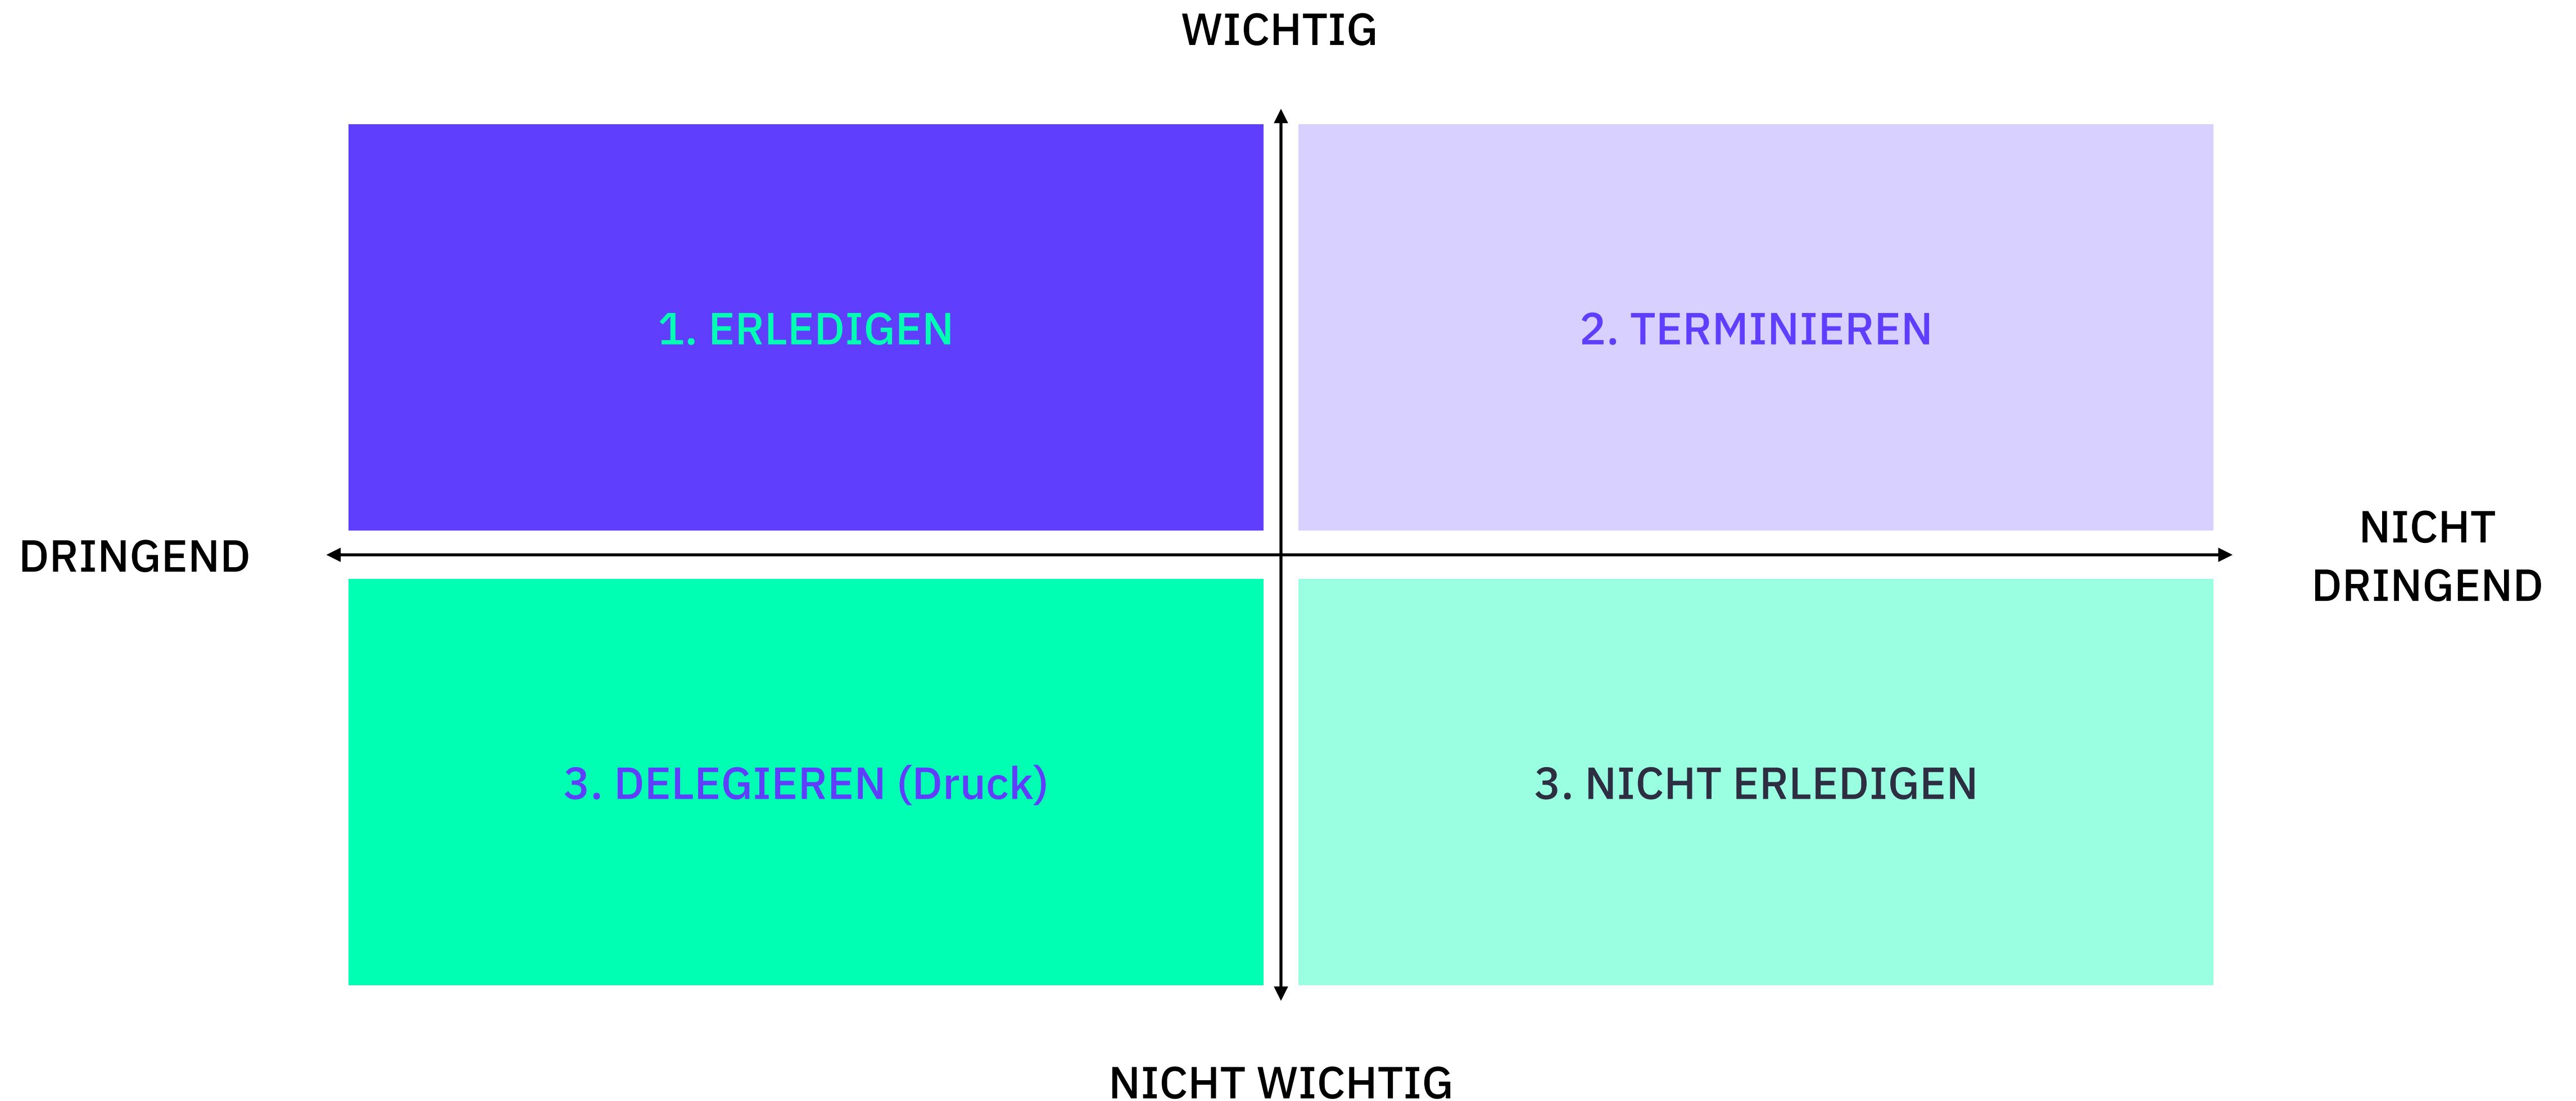 WICHTIG
1. ERLEDIGEN
2. TERMINIEREN
DRINGEND
NICHT
DRINGEND
3. DELEGIEREN (Druck)
3. NICHT ERLEDIGEN
NICHT WICHTIG